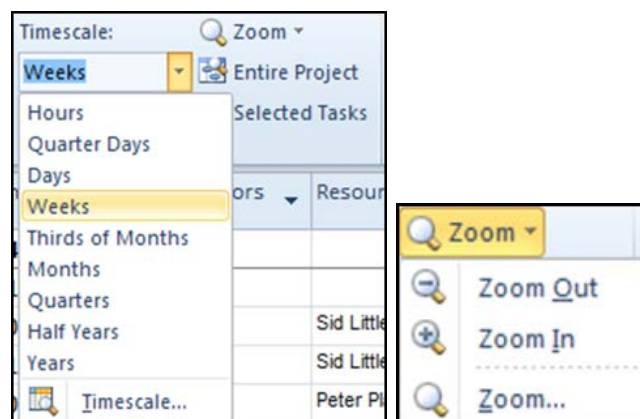 Timescale:
Zoom
Weeks
Entire Project
Selected Tasks
Hours
Quarter Days
Days
Weeks
Thirds of Months
Months
Quarters
Half Years
Years
Timescale...
ors
Resour
Sid Little
Sid Little
Peter Pl
Zoom
Zoom Out
Zoom In
Zoom...